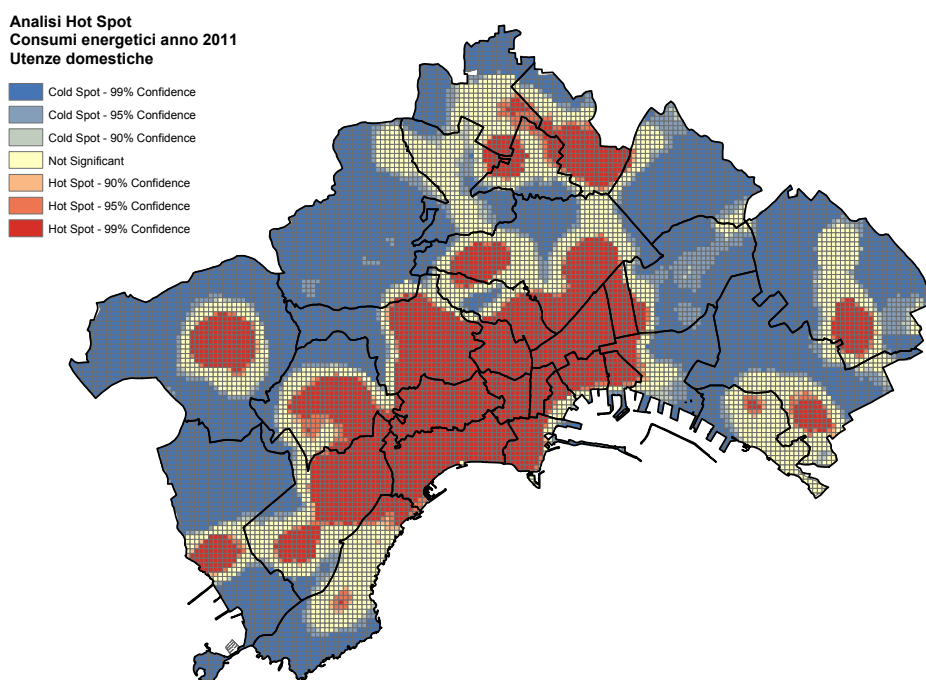 Analisi Hot Spot
Consumi energetici anno 2011
Utenze domestiche
Cold Spot - 99% Confidence
Cold Spot - 95% Confidence
Cold Spot - 90% Confidence
Not Significant
Hot Spot - 90% Confidence
Hot Spot - 95% Confidence
Hot Spot - 99% Confidence